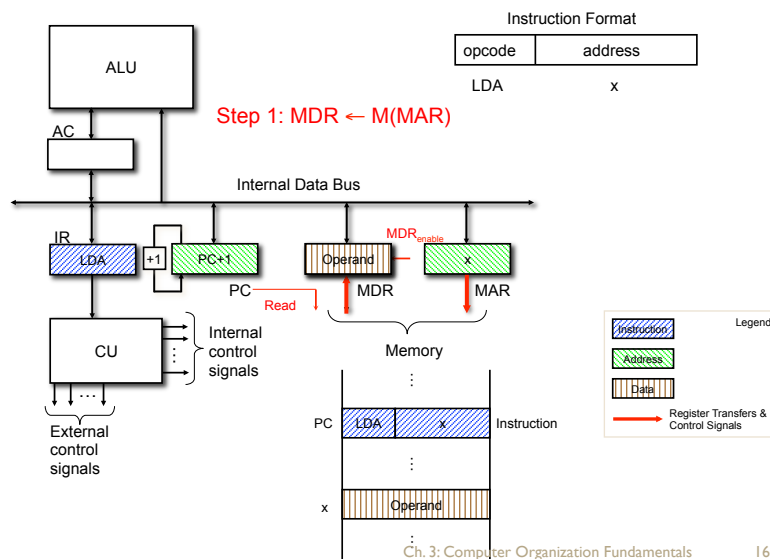 Instruction Format
opcode address
LDA x
ALU
Step 1: MDR ← M(MAR)
AC
Internal Data Bus
IR
LDA
+1
PC+1
Operand
MDRenable
x
PC
Read
MDR
MAR
CU
Internal
control
signals
...
External
control
signals
Memory
...
PC
LDA x
Instruction
...
x
Operand
...
Legend
Instruction
Address
Data
Register Transfers &
Control Signals
Ch. 3: Computer Organization Fundamentals 16